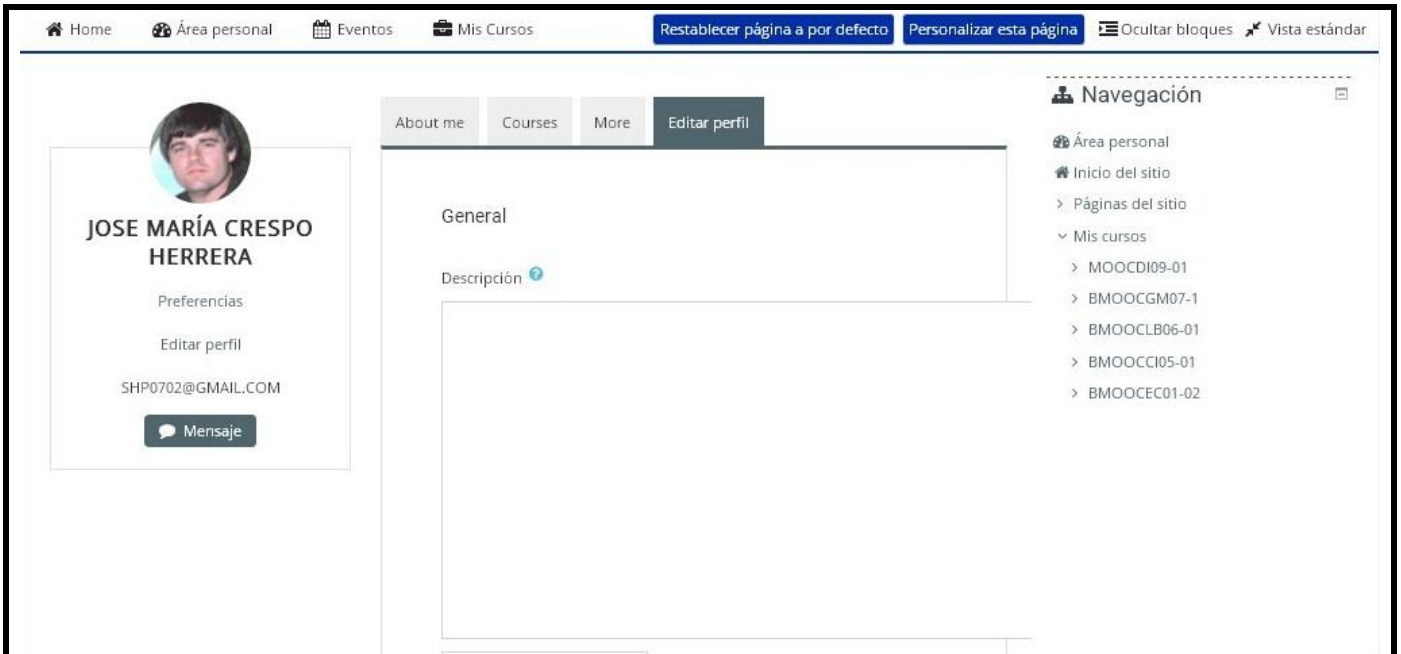 Home Área personal Eventos Mis Cursos Restablecer página a por defecto Personalizar esta página Ocultar bloques Vista estándar
JOSE MARÍA CRESPO
HERRERA
Preferencias
Editar perfil
SHP0702@GMAIL.COM
Mensaje
About me Courses More Editar perfil
General
Descripción
Navegación
Área personal
Inicio del sitio
Páginas del sitio
Mis cursos
MOOCDI09-01
BMOOCGM07-1
BMOOCLB06-01
BMOOCCI05-01
BMOOCEC01-02